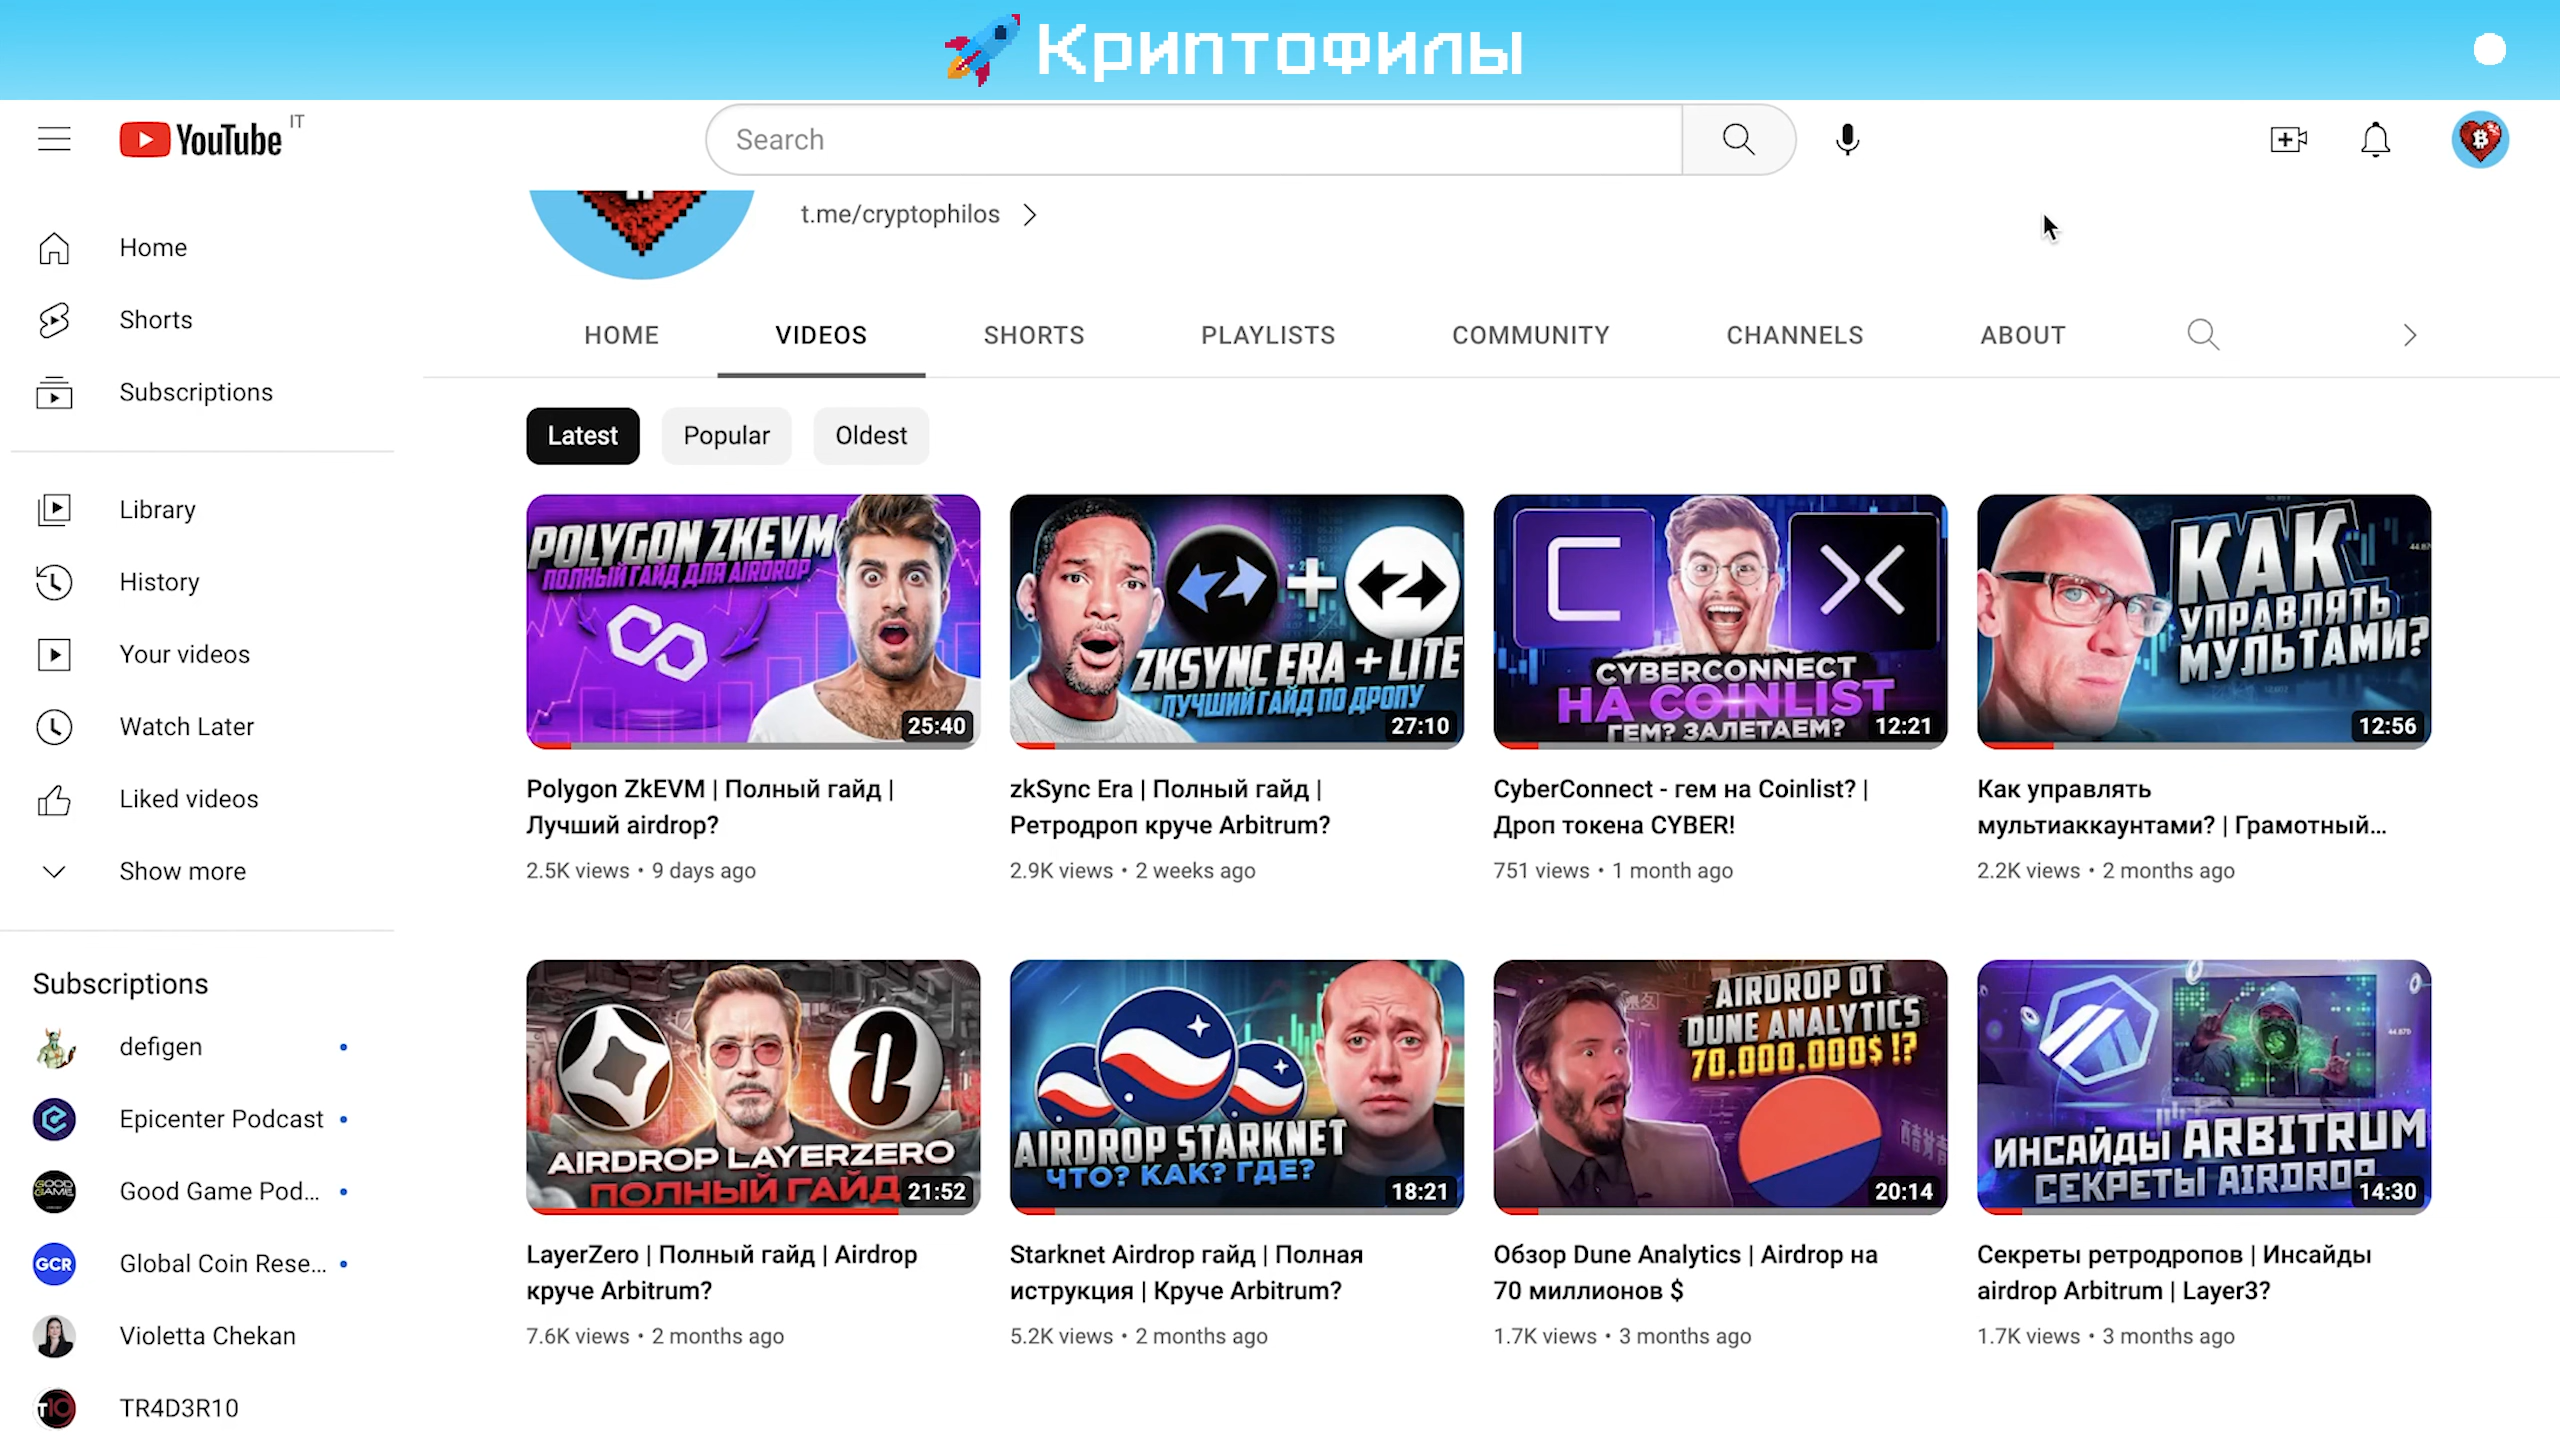 Криптофилы
YouTube IT
Search
t.me/cryptophilos
Home
Shorts
Subscriptions
Library
History
Your videos
Watch Later
Liked videos
Show more
Subscriptions
defigen
Epicenter Podcast
GOOD GAME
Good Game Pod...
GCR
Global Coin Rese...
Violetta Chekan
T10
TR4D3R10
HOME VIDEOS SHORTS PLAYLISTS COMMUNITY CHANNELS ABOUT
Latest Popular Oldest
POLYGON ZKEVM
ПОЛНЫЙ ГАЙД ДЛЯ AIRDROP
25:40
Polygon ZkEVM | Полный гайд |
Лучший airdrop?
2.5K views • 9 days ago
ZKSYNC ERA + LITE
ЛУЧШИЙ ГАЙД ПО ДРОПУ
27:10
zkSync Era | Полный гайд |
Ретродроп круче Arbitrum?
2.9K views • 2 weeks ago
CYBERCONNECT
НА COINLIST
ГЕМ? ЗАЛЕТАЕМ?
12:21
CyberConnect - гем на Coinlist? |
Дроп токена CYBER!
751 views • 1 month ago
КАК
УПРАВЛЯТЬ
МУЛЬТАМИ?
12:56
Как управлять
мультиаккаунтами? | Грамотный...
2.2K views • 2 months ago
AIRDROP LAYERZERO
ПОЛНЫЙ ГАЙД
21:52
LayerZero | Полный гайд | Airdrop
круче Arbitrum?
7.6K views • 2 months ago
AIRDROP STARKNET
ЧТО? КАК? ГДЕ?
18:21
Starknet Airdrop гайд | Полная
иструкция | Круче Arbitrum?
5.2K views • 2 months ago
AIRDROP ОТ
DUNE ANALYTICS
70.000.000$ !?
20:14
Обзор Dune Analytics | Airdrop на
70 миллионов $
1.7K views • 3 months ago
ИНСАЙДЫ ARBITRUM
СЕКРЕТЫ AIRDROP
14:30
Секреты ретродропов | Инсайды
airdrop Arbitrum | Layer3?
1.7K views • 3 months ago